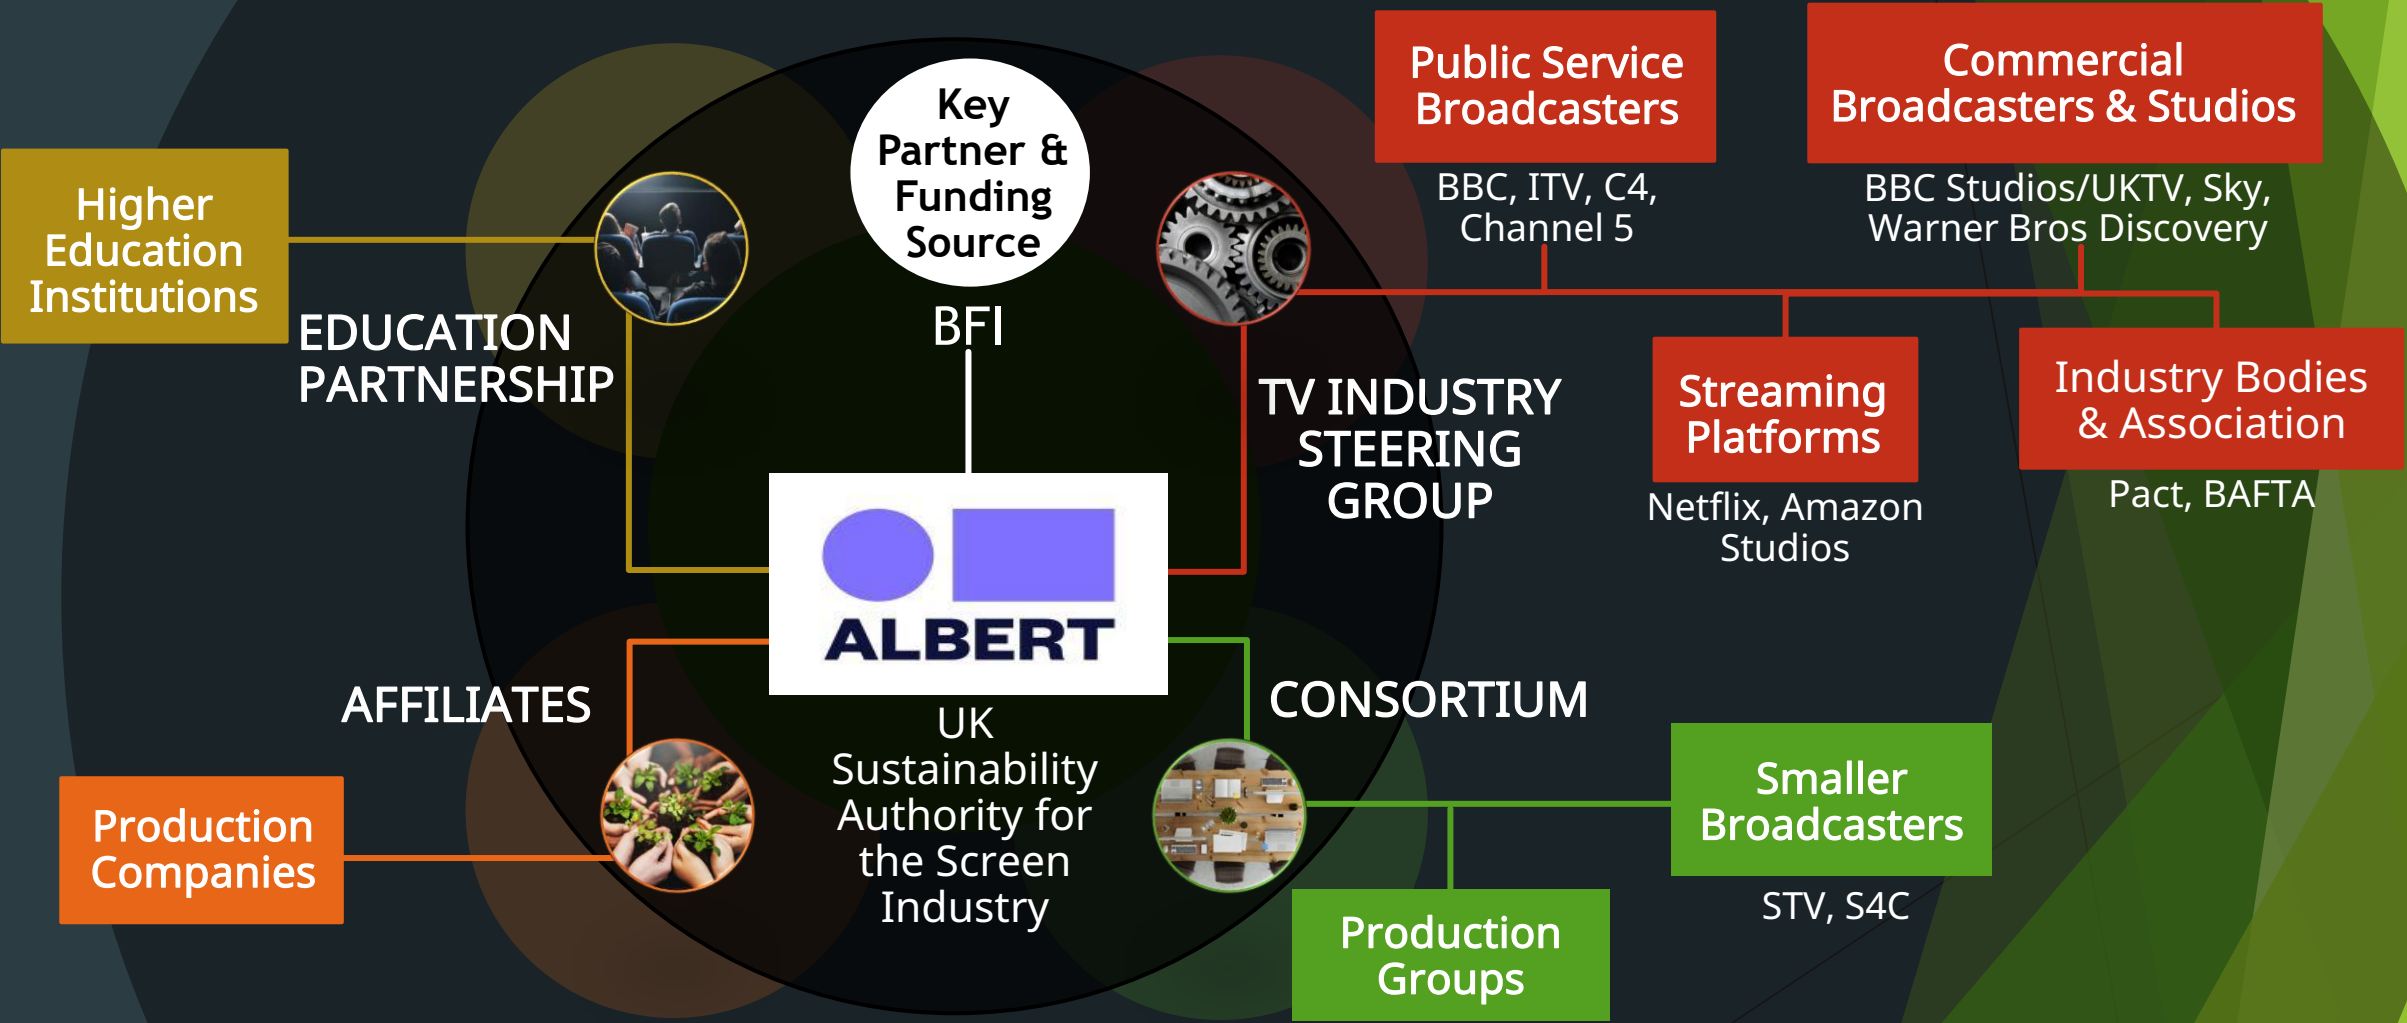 Key
Partner &
Funding
Source
BFI
Public Service
Broadcasters
BBC, ITV, C4,
Channel 5
Commercial
Broadcasters & Studios
BBC Studios/UKTV, Sky,
Warner Bros Discovery
Higher
Education
Institutions
EDUCATION
PARTNERSHIP
TV INDUSTRY
STEERING
GROUP
Streaming
Platforms
Netflix, Amazon
Studios
Industry Bodies
& Association
Pact, BAFTA
ALBERT
UK
Sustainability
Authority for
the Screen
Industry
AFFILIATES
Production
Companies
CONSORTIUM
Smaller
Broadcasters
STV, S4C
Production
Groups